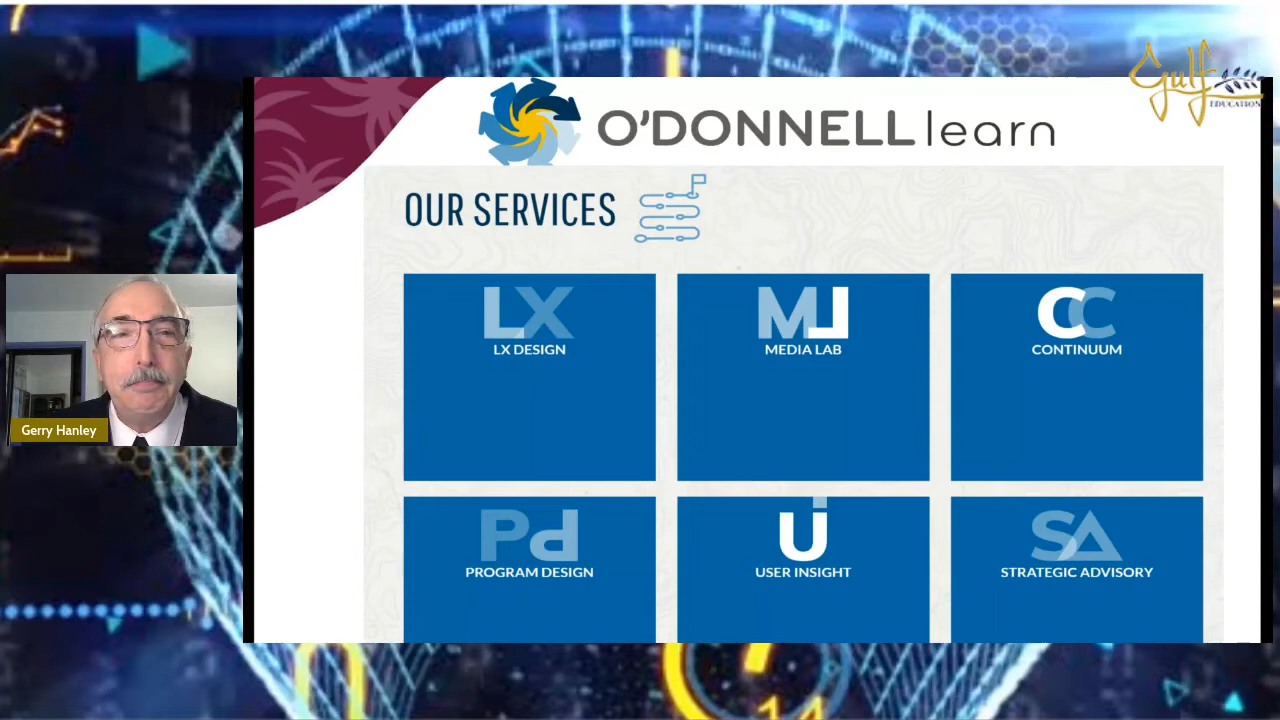 Gulf
EDUCATION
O'DONNELL learn
OUR SERVICES
LX
LX DESIGN
ML
MEDIA LAB
CC
CONTINUUM
Gerry Hanley
Pd
PROGRAM DESIGN
Ui
USER INSIGHT
SA
STRATEGIC ADVISORY
14